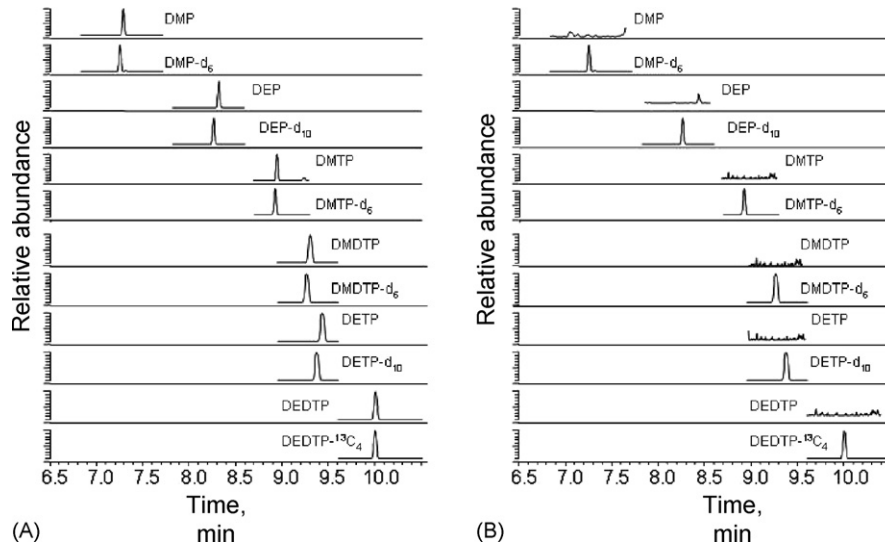 Relative abundance
DMP
DMP-d6
DEP
DEP-d10
DMTP
DMTP-d6
DMDTP
DMDTP-d6
DETP
DETP-d10
DEDTP
DEDTP-¹³C4
6.5 7.0 7.5 8.0 8.5 9.0 9.5 10.0
Time,
min
(A)
Relative abundance
DMP
DMP-d6
DEP
DEP-d10
DMTP
DMTP-d6
DMDTP
DMDTP-d6
DETP
DETP-d10
DEDTP
DEDTP-¹³C4
6.5 7.0 7.5 8.0 8.5 9.0 9.5 10.0
Time,
min
(B)